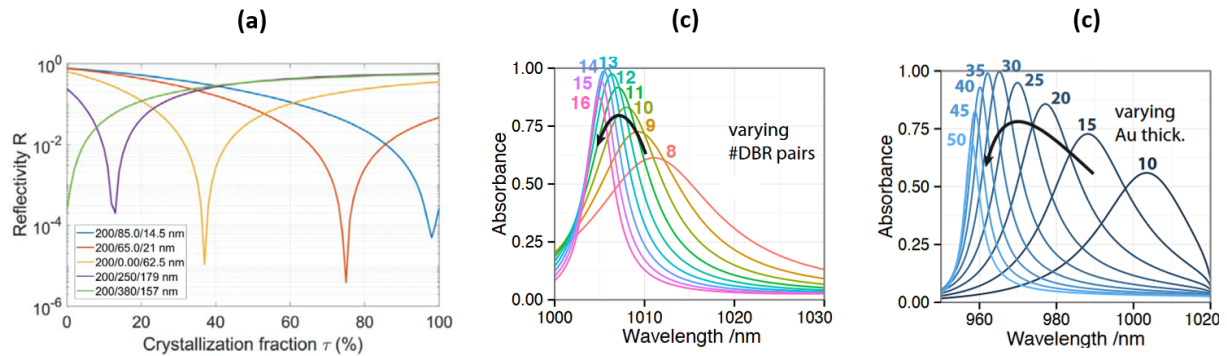 (a)
(c)
(c)
Reflectivity R
10^0
10^-2
10^-4
10^-6
200/85.0/14.5 nm
200/65.0/21 nm
200/0.00/62.5 nm
200/250/179 nm
200/380/157 nm
0
20
40
60
80
100
Crystallization fraction τ (%)
Absorbance
1.00
0.75
0.50
0.25
0.00
14
13
15
12
16
11
10
9
8
varying
#DBR pairs
1000
1010
1020
1030
Wavelength /nm
Absorbance
1.00
0.75
0.50
0.25
0.00
35
30
40
25
45
20
50
15
10
varying
Au thick.
960
980
1000
1020
Wavelength /nm